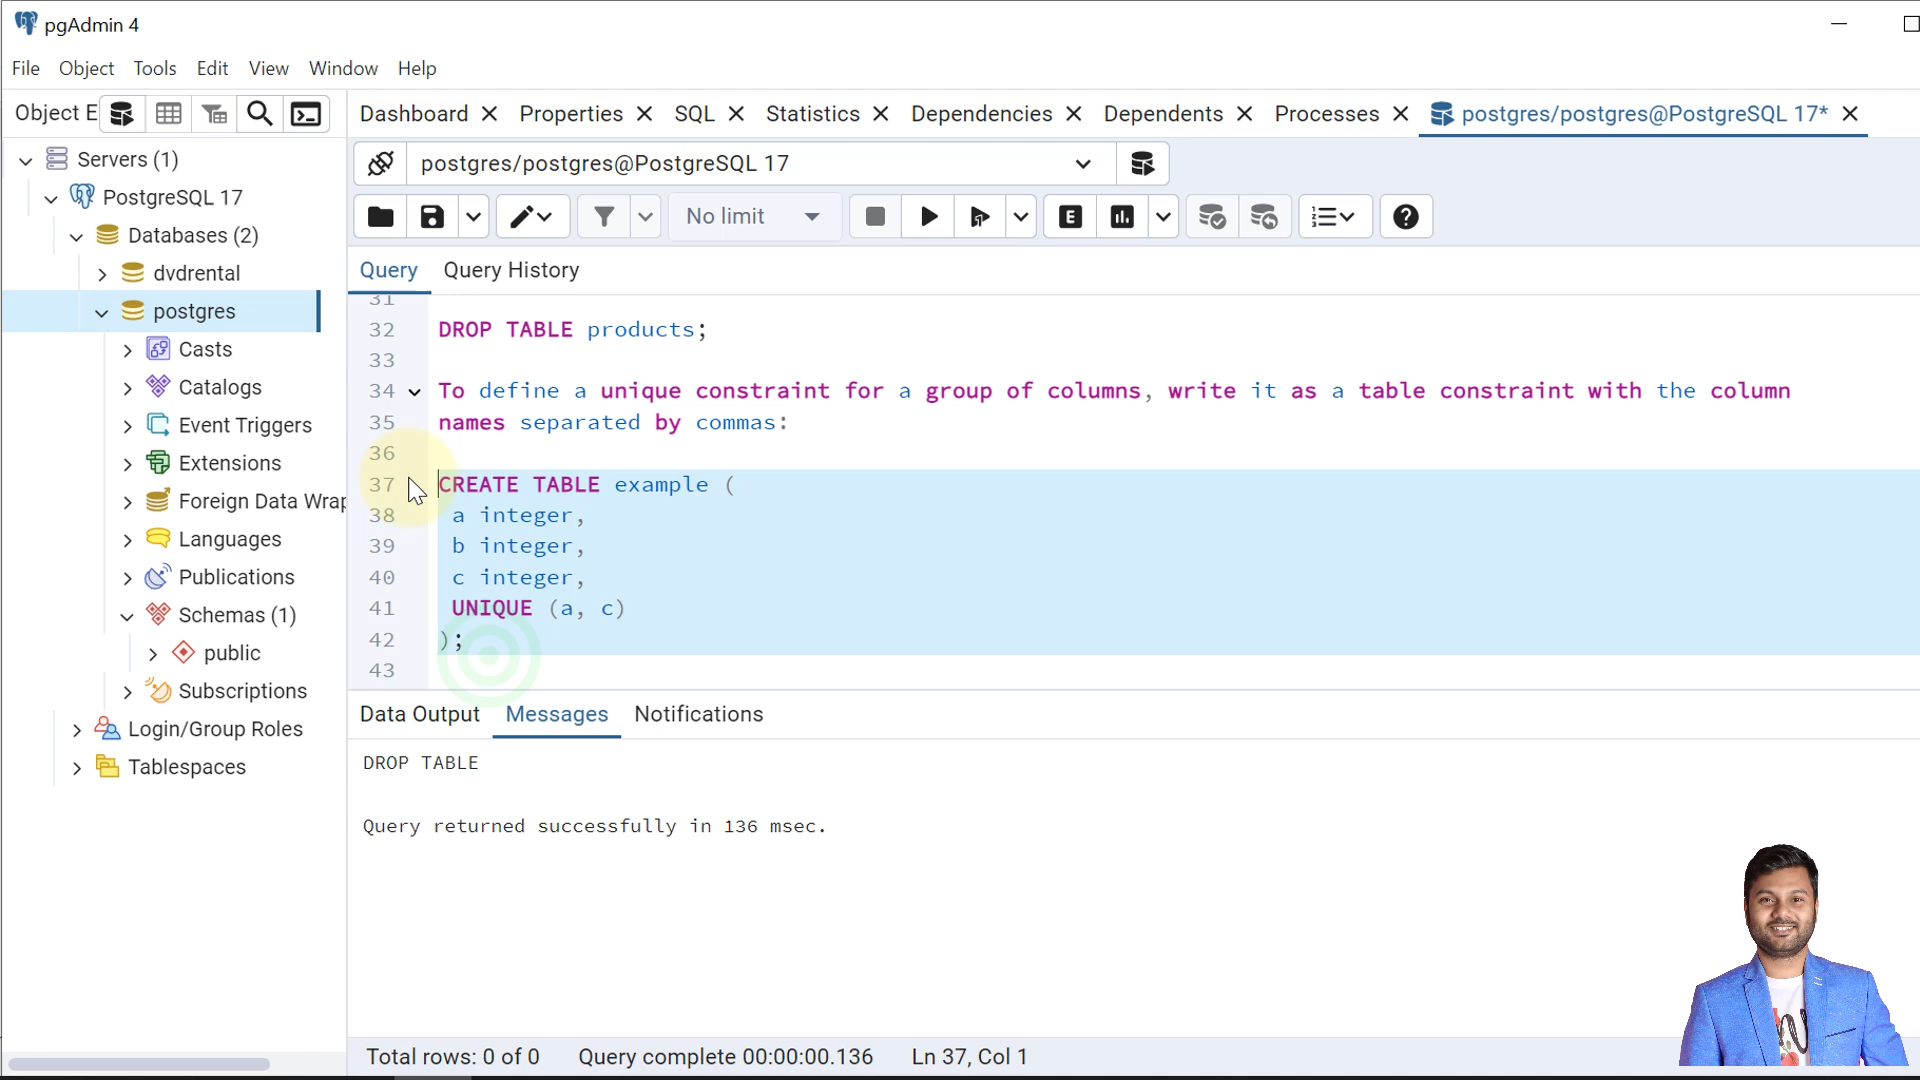 pgAdmin 4
File Object Tools Edit View Window Help
Object E
Dashboard Properties SQL Statistics Dependencies Dependents Processes postgres/postgres@PostgreSQL 17*
Servers (1)
PostgreSQL 17
Databases (2)
dvdrental
postgres
Casts
Catalogs
Event Triggers
Extensions
Foreign Data Wrap
Languages
Publications
Schemas (1)
public
Subscriptions
Login/Group Roles
Tablespaces
postgres/postgres@PostgreSQL 17
No limit
E
Query Query History
31
32 DROP TABLE products;
33
34 To define a unique constraint for a group of columns, write it as a table constraint with the column
35 names separated by commas:
36
37 CREATE TABLE example (
38 a integer,
39 b integer,
40 c integer,
41 UNIQUE (a, c)
42 );
43
Data Output Messages Notifications
DROP TABLE
Query returned successfully in 136 msec.
Total rows: 0 of 0 Query complete 00:00:00.136 Ln 37, Col 1